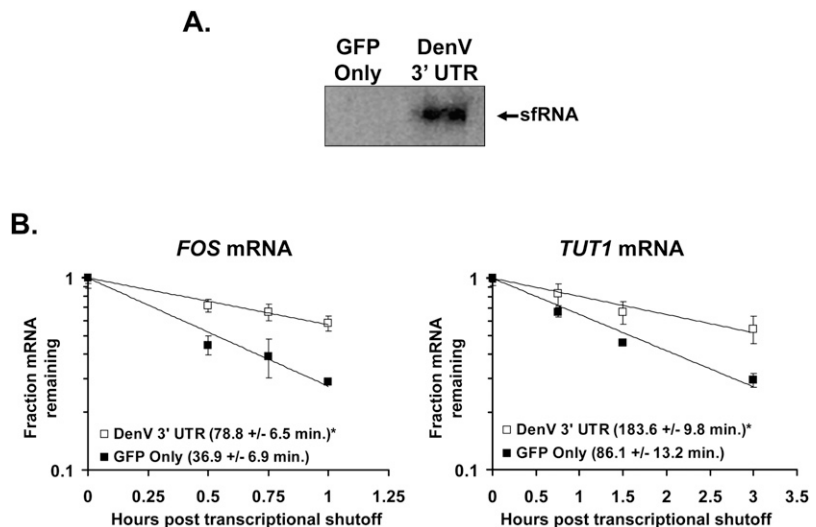 A.
GFP Only
DenV 3' UTR
←sfRNA
B.
FOS mRNA
Fraction mRNA remaining
1
0.1
□ DenV 3' UTR (78.8 +/- 6.5 min.)*
■ GFP Only (36.9 +/- 6.9 min.)
0 0.25 0.5 0.75 1 1.25
Hours post transcriptional shutoff
TUT1 mRNA
Fraction mRNA remaining
1
0.1
□ DenV 3' UTR (183.6 +/- 9.8 min.)*
■ GFP Only (86.1 +/- 13.2 min.)
0 0.5 1 1.5 2 2.5 3 3.5
Hours post transcriptional shutoff